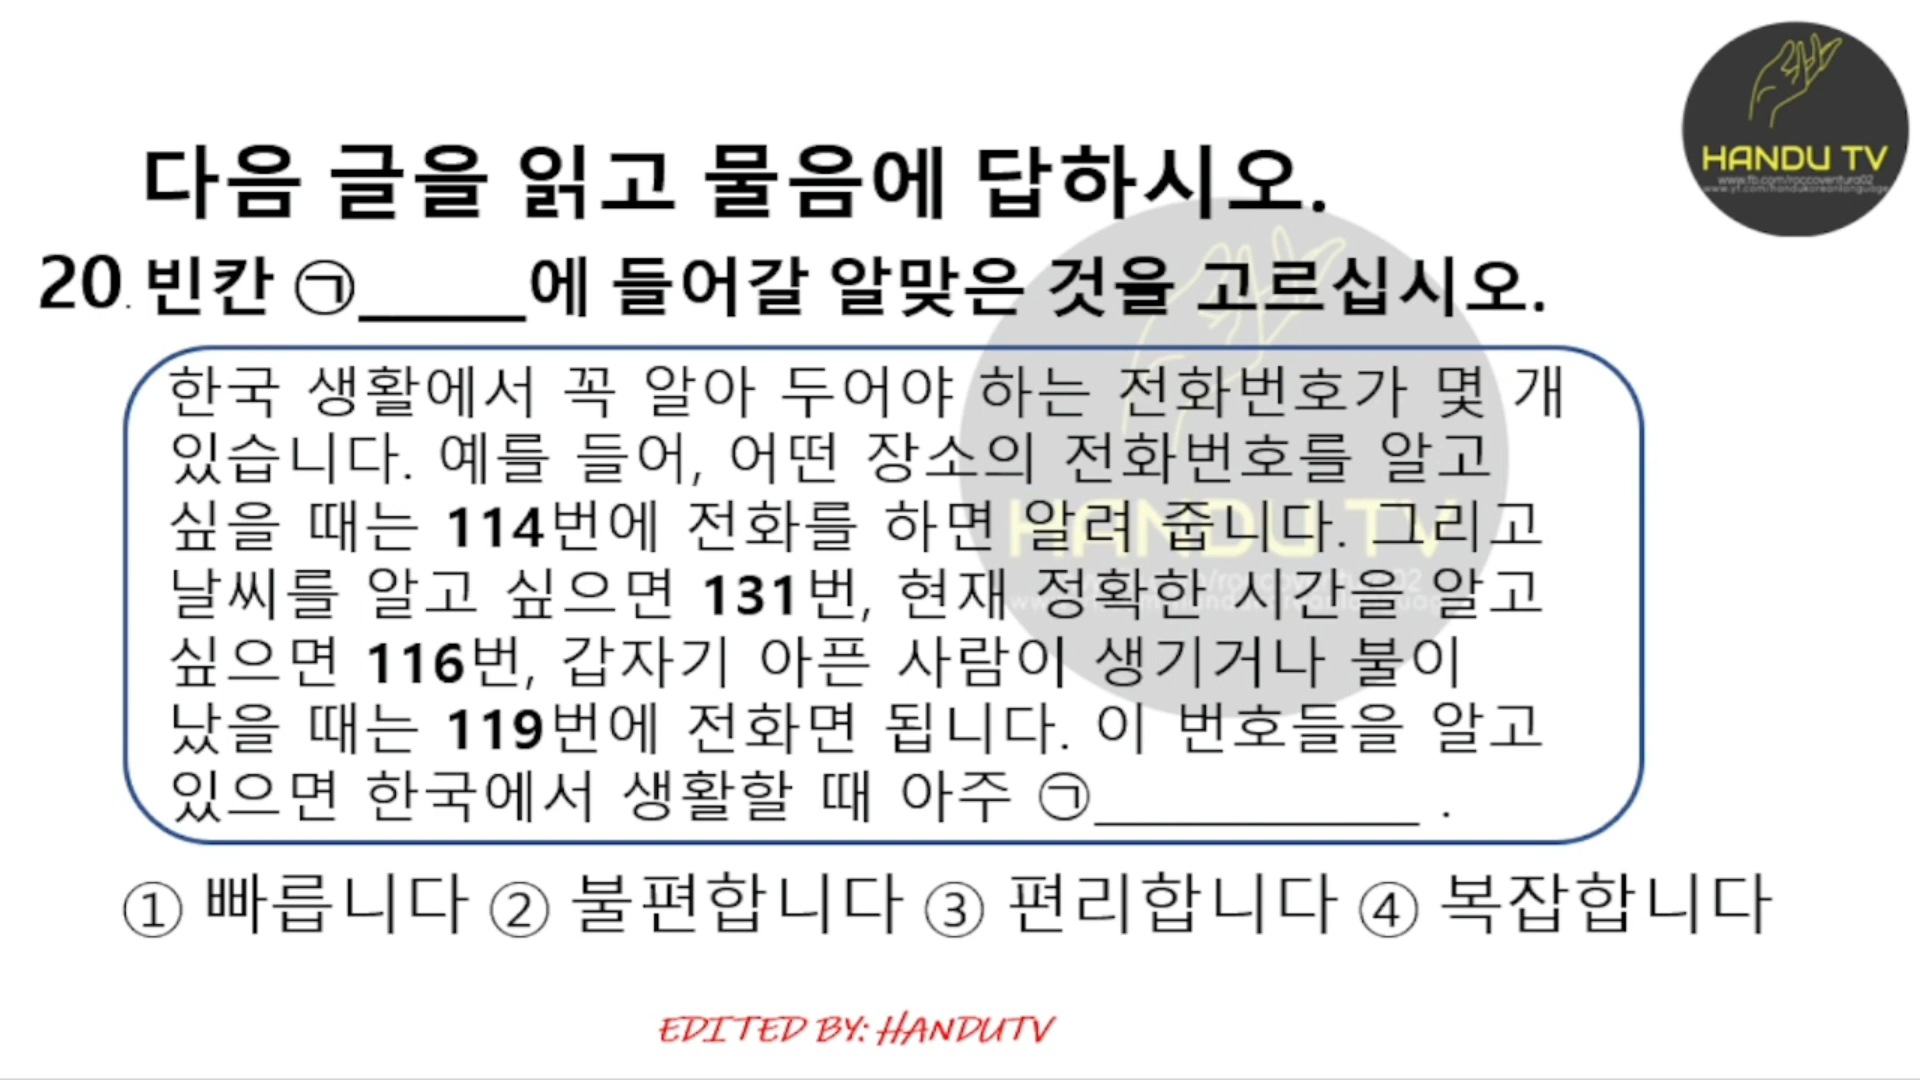 HANDU TV
www.fb.com/roccoventura02
www.yt.com/handukoreanlanguage
다음 글을 읽고 물음에 답하시오.
20. 빈칸 ㉠_____에 들어갈 알맞은 것을 고르십시오.
한국 생활에서 꼭 알아 두어야 하는 전화번호가 몇 개
있습니다. 예를 들어, 어떤 장소의 전화번호를 알고
싶을 때는 114번에 전화를 하면 알려 줍니다. 그리고
날씨를 알고 싶으면 131번, 현재 정확한 시간을 알고
싶으면 116번, 갑자기 아픈 사람이 생기거나 불이
났을 때는 119번에 전화면 됩니다. 이 번호들을 알고
있으면 한국에서 생활할 때 아주 ㉠__________ .
① 빠릅니다 ② 불편합니다 ③ 편리합니다 ④ 복잡합니다
HANDU TV
EDITED BY: HANDUTV